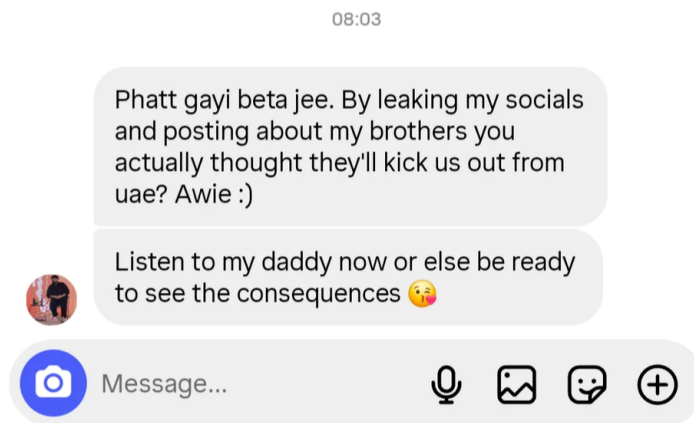 08:03
Phatt gayi beta jee. By leaking my socials
and posting about my brothers you
actually thought they'll kick us out from
uae? Awie :)
Listen to my daddy now or else be ready
to see the consequences 😘
Message...